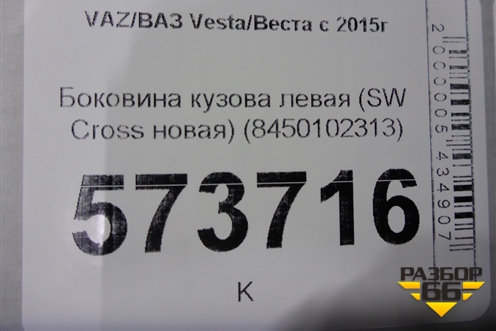 VAZ/ВАЗ Vesta/Веста с 2015г
Боковина кузова левая (SW
Cross новая) (8450102313)
573716
К
2000005434907
РАЗБОР
66